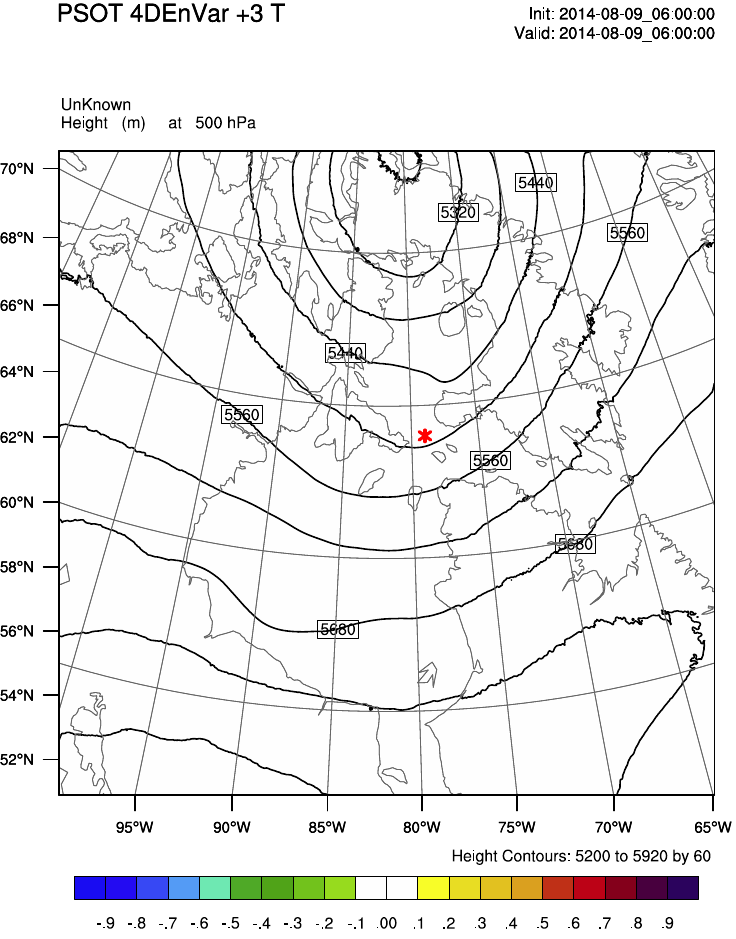 PSOT 4DEnVar +3 T
Init: 2014-08-09_06:00:00
Valid: 2014-08-09_06:00:00
UnKnown
Height (m) at 500 hPa
70°N
68°N
66°N
64°N
62°N
60°N
58°N
56°N
54°N
52°N
5440
5320
5560
5440
5560
5560
5680
5680
95°W 90°W 85°W 80°W 75°W 70°W 65°W
Height Contours: 5200 to 5920 by 60
-.9 -.8 -.7 -.6 -.5 -.4 -.3 -.2 -.1 .00 .1 .2 .3 .4 .5 .6 .7 .8 .9